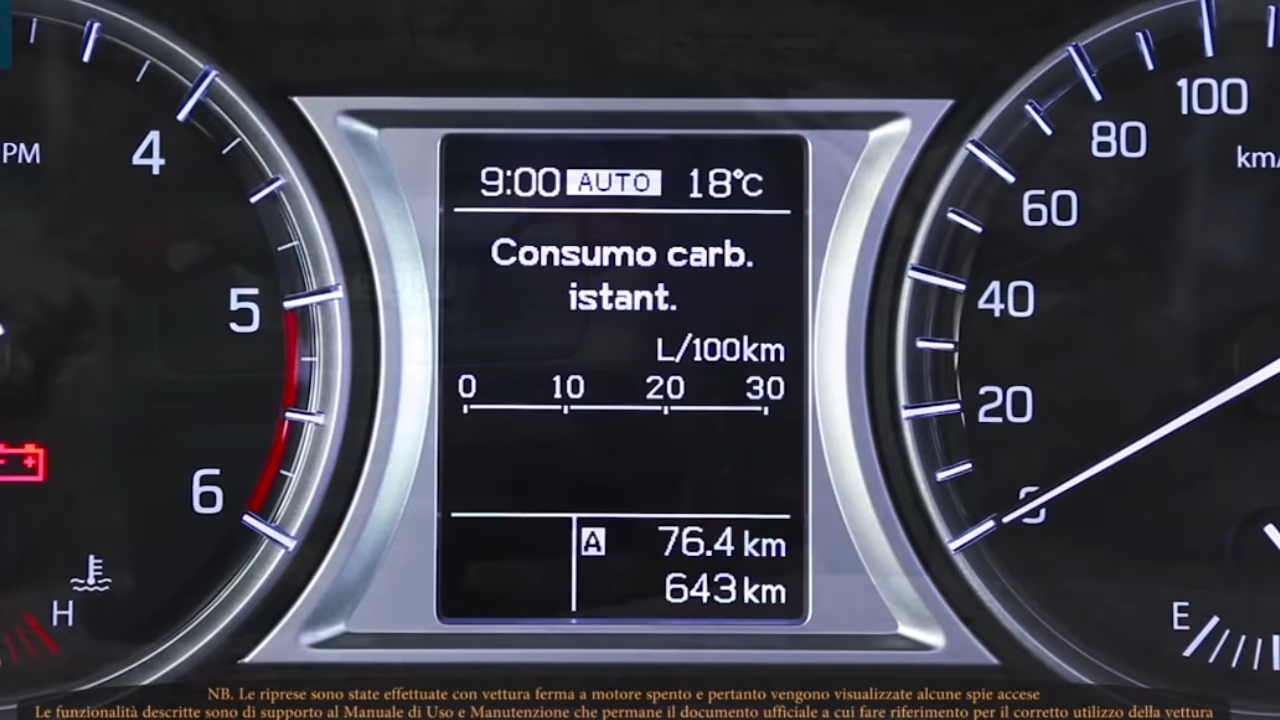 PM
4
5
6
H
9:00 AUTO 18°C
Consumo carb.
istant.
L/100km
0 10 20 30
A 76.4 km
643 km
100
80
km/
60
40
20
0
E
NB. Le riprese sono state effettuate con vettura ferma a motore spento e pertanto vengono visualizzate alcune spie accese
Le funzionalità descritte sono di supporto al Manuale di Uso e Manutenzione che permane il documento ufficiale a cui fare riferimento per il corretto utilizzo della vettura